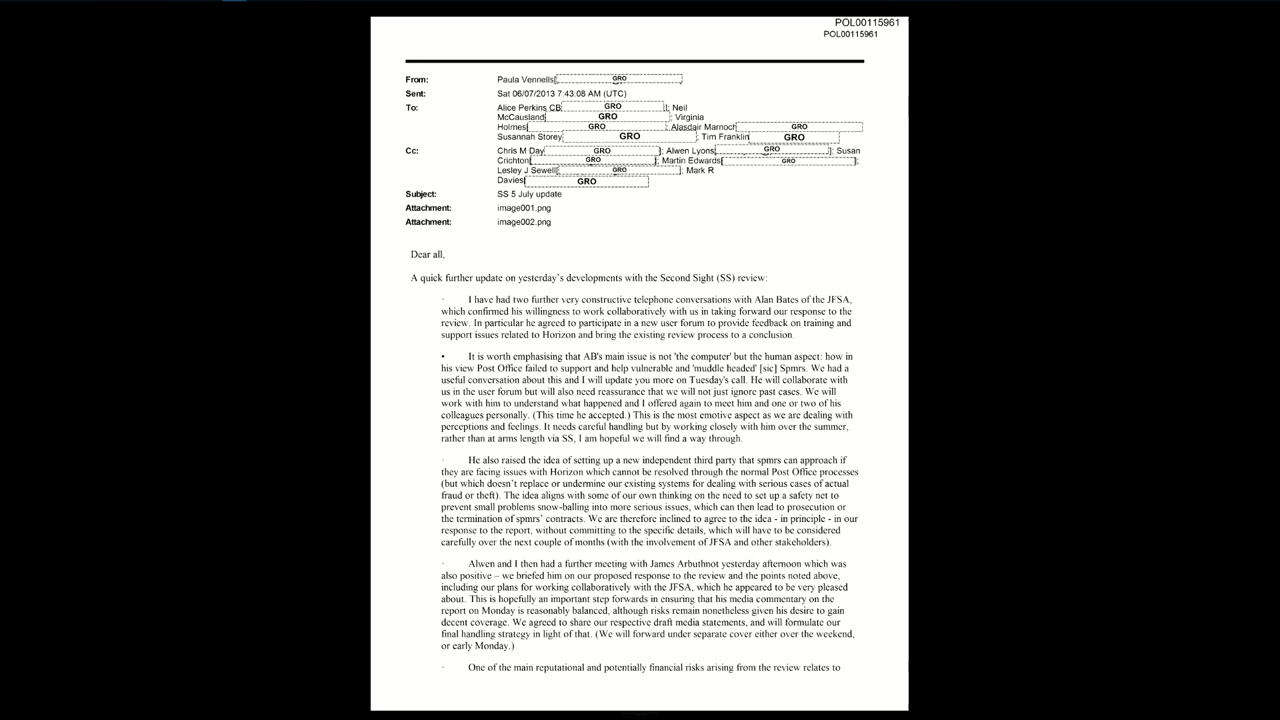 POL00115961
POL00115961
From: Paula Vennells[ GRO
Sent: Sat 06/07/2013 7:43:08 AM (UTC)
To: Alice Perkins CB[ GRO ]; Neil
McCausland[ GRO ; Virginia
Holmes[ GRO ; Alasdair Marnoch[ GRO
Susannah Storey[ GRO ; Tim Franklin[ GRO
Cc: Chris M Day[ GRO ]; Alwen Lyons[ GRO ]; Susan
Crichton[ GRO ]; Martin Edwards[ GRO ];
Lesley J Sewell[ GRO ]; Mark R
Davies[ GRO
Subject: SS 5 July update
Attachment: image001.png
Attachment: image002.png
Dear all,
A quick further update on yesterday's developments with the Second Sight (SS) review:
· I have had two further very constructive telephone conversations with Alan Bates of the JFSA,
which confirmed his willingness to work collaboratively with us in taking forward our response to the
review. In particular he agreed to participate in a new user forum to provide feedback on training and
support issues related to Horizon and bring the existing review process to a conclusion.
• It is worth emphasising that AB's main issue is not 'the computer' but the human aspect: how in
his view Post Office failed to support and help vulnerable and 'muddle headed' [sic] Spmrs. We had a
useful conversation about this and I will update you more on Tuesday's call. He will collaborate with
us in the user forum but will also need reassurance that we will not just ignore past cases. We will
work with him to understand what happened and I offered again to meet him and one or two of his
colleagues personally. (This time he accepted.) This is the most emotive aspect as we are dealing with
perceptions and feelings. It needs careful handling but by working closely with him over the summer,
rather than at arms length via SS, I am hopeful we will find a way through.
· He also raised the idea of setting up a new independent third party that spmrs can approach if
they are facing issues with Horizon which cannot be resolved through the normal Post Office processes
(but which doesn't replace or undermine our existing systems for dealing with serious cases of actual
fraud or theft). The idea aligns with some of our own thinking on the need to set up a safety net to
prevent small problems snow-balling into more serious issues, which can then lead to prosecution or
the termination of spmrs' contracts. We are therefore inclined to agree to the idea - in principle - in our
response to the report, without committing to the specific details, which will have to be considered
carefully over the next couple of months (with the involvement of JFSA and other stakeholders).
· Alwen and I then had a further meeting with James Arbuthnot yesterday afternoon which was
also positive – we briefed him on our proposed response to the review and the points noted above,
including our plans for working collaboratively with the JFSA, which he appeared to be very pleased
about. This is hopefully an important step forwards in ensuring that his media commentary on the
report on Monday is reasonably balanced, although risks remain nonetheless given his desire to gain
decent coverage. We agreed to share our respective draft media statements, and will formulate our
final handling strategy in light of that. (We will forward under separate cover either over the weekend,
or early Monday.)
· One of the main reputational and potentially financial risks arising from the review relates to